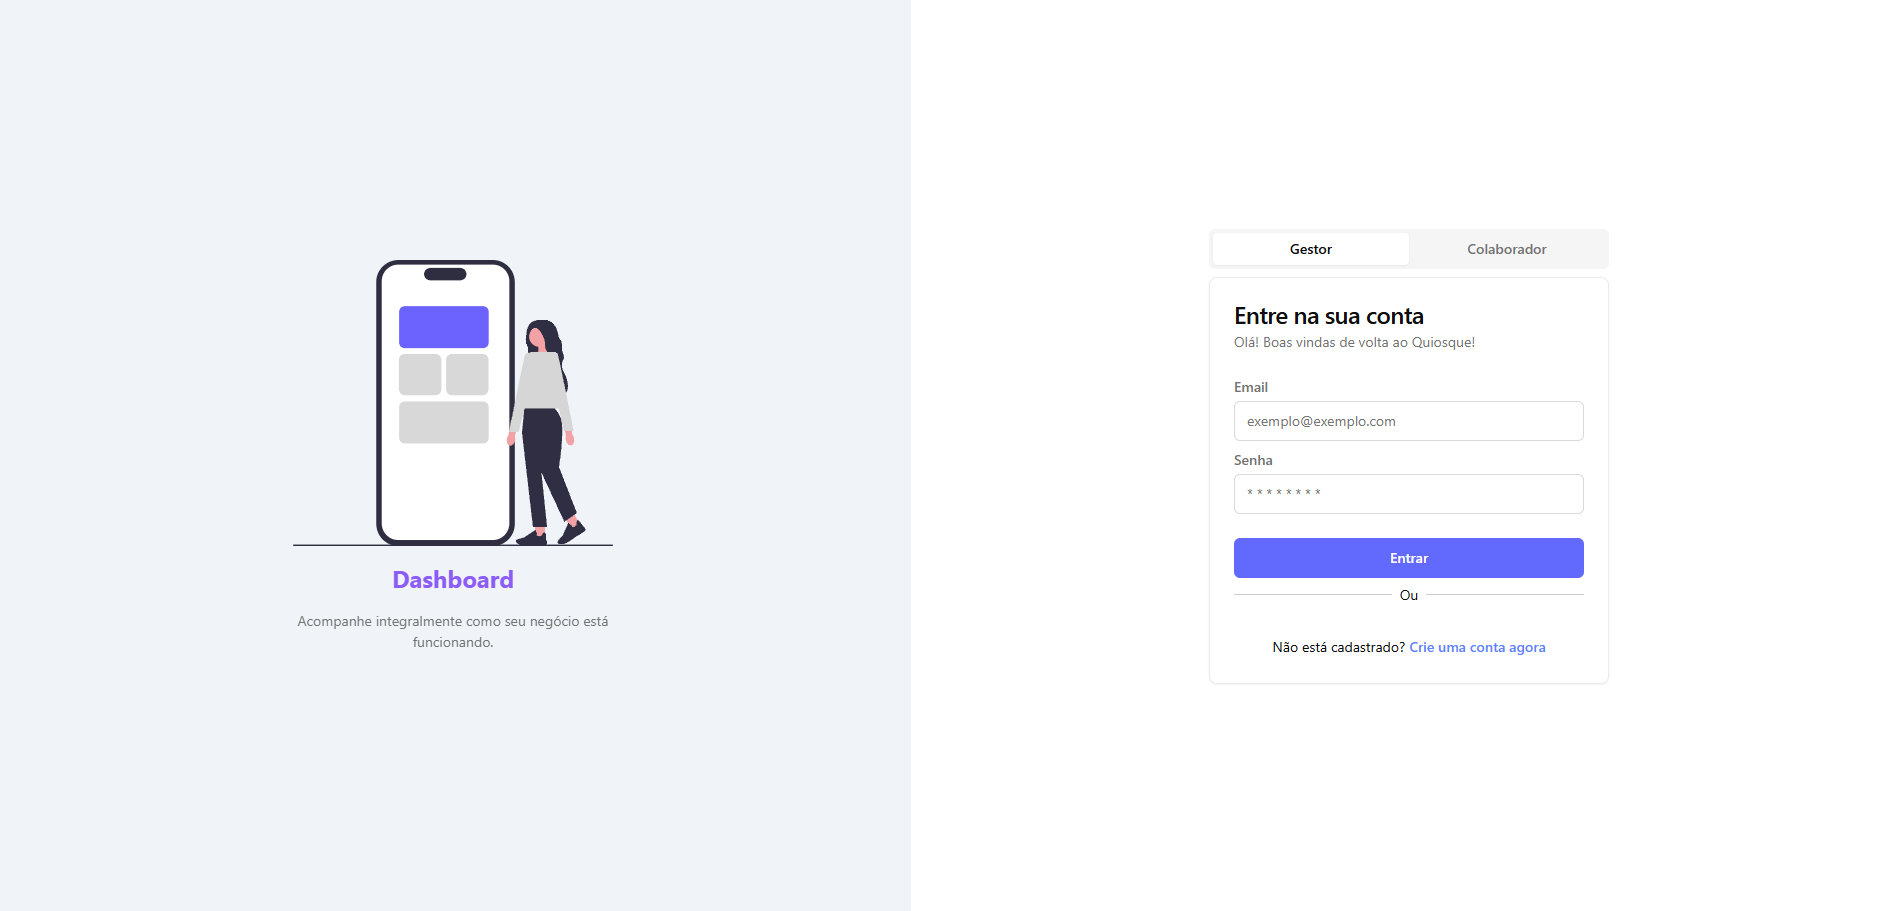 Dashboard
Acompanhe integralmente como seu negócio está
funcionando.
Gestor
Colaborador
Entre na sua conta
Olá! Boas vindas de volta ao Quiosque!
Email
exemplo@exemplo.com
Senha
* * * * * * * *
Entrar
Ou
Não está cadastrado? Crie uma conta agora